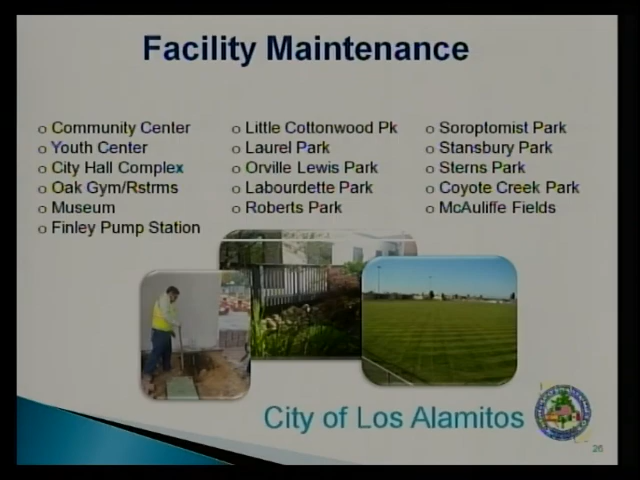 Facility Maintenance
o Community Center
o Youth Center
o City Hall Complex
o Oak Gym/Rstrms
o Museum
o Finley Pump Station
o Little Cottonwood Pk
o Laurel Park
o Orville Lewis Park
o Labourdette Park
o Roberts Park
o Soroptomist Park
o Stansbury Park
o Sterns Park
o Coyote Creek Park
o McAuliffe Fields
City of Los Alamitos
26